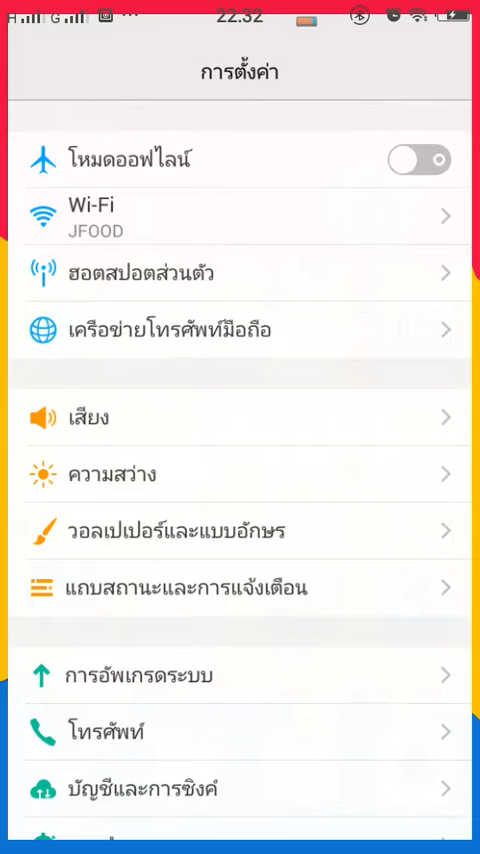 H G ... 22.32
การตั้งค่า
โหมดออฟไลน์
Wi-Fi
JFOOD
ฮอตสปอตส่วนตัว
เครือข่ายโทรศัพท์มือถือ
เสียง
ความสว่าง
วอลเปเปอร์และแบบอักษร
แถบสถานะและการแจ้งเตือน
การอัพเกรดระบบ
โทรศัพท์
บัญชีและการซิงค์